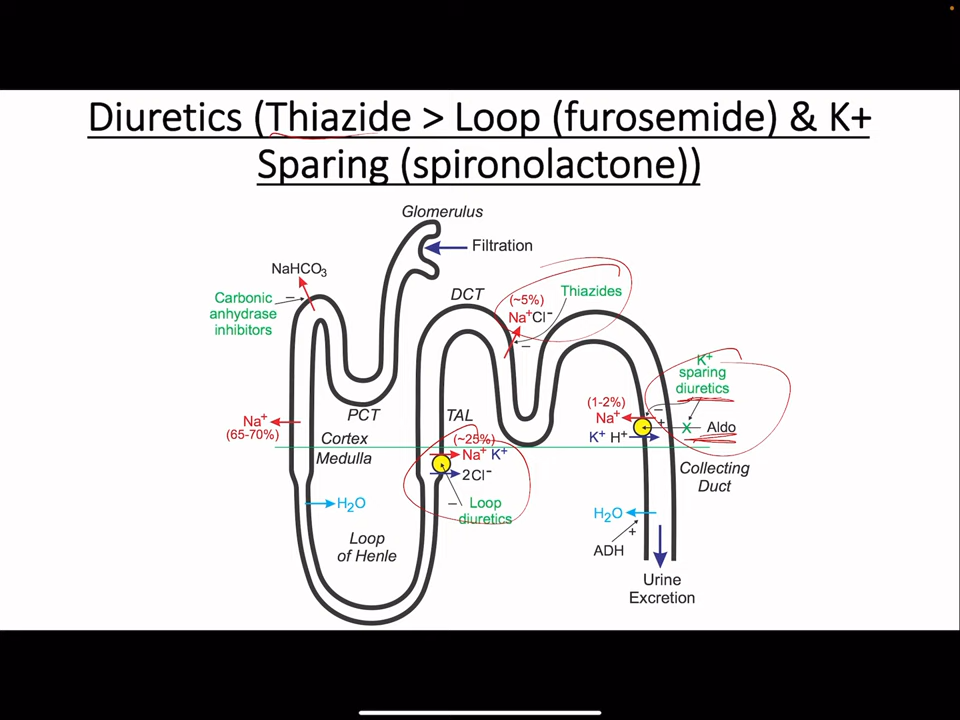 Diuretics (Thiazide > Loop (furosemide) & K+
Sparing (spironolactone))
Glomerulus
Filtration
NaHCO₃
Carbonic
anhydrase
inhibitors
DCT
(~5%)
Na⁺Cl⁻
Thiazides
K⁺
sparing
diuretics
PCT
TAL
(1-2%)
Na⁺
K⁺ H⁺
Aldo
Na⁺
(65-70%)
Cortex
Medulla
(~25%)
Na⁺ K⁺
2Cl⁻
Collecting
Duct
H₂O
Loop
diuretics
H₂O
Loop
of Henle
ADH
Urine
Excretion